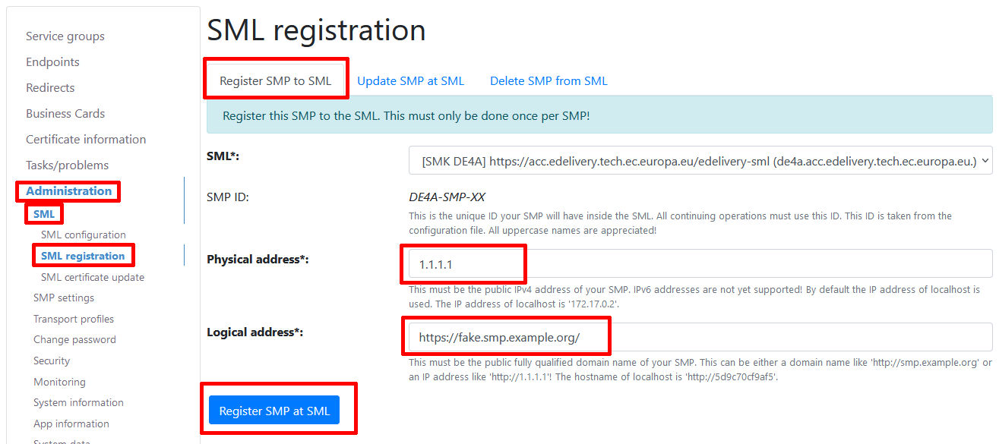 Service groups
Endpoints
Redirects
Business Cards
Certificate information
Tasks/problems
Administration
SML
SML configuration
SML registration
SML certificate update
SMP settings
Transport profiles
Change password
Security
Monitoring
System information
App information
System data
SML registration
Register SMP to SML
Update SMP at SML
Delete SMP from SML
Register this SMP to the SML. This must only be done once per SMP!
SML*:
[SMK DE4A] https://acc.edelivery.tech.ec.europa.eu/edelivery-sml (de4a.acc.edelivery.tech.ec.europa.eu.)
SMP ID:
DE4A-SMP-XX
This is the unique ID your SMP will have inside the SML. All continuing operations must use this ID. This ID is taken from the
configuration file. All uppercase names are appreciated!
Physical address*:
1.1.1.1
This must be the public IPv4 address of your SMP. IPv6 addresses are not yet supported! By default the IP address of localhost is
used. The IP address of localhost is '172.17.0.2'.
Logical address*:
https://fake.smp.example.org/
This must be the public fully qualified domain name of your SMP. This can be either a domain name like 'http://smp.example.org' or
an IP address like 'http://1.1.1.1'! The hostname of localhost is 'http://5d9c70cf9af5'.
Register SMP at SML